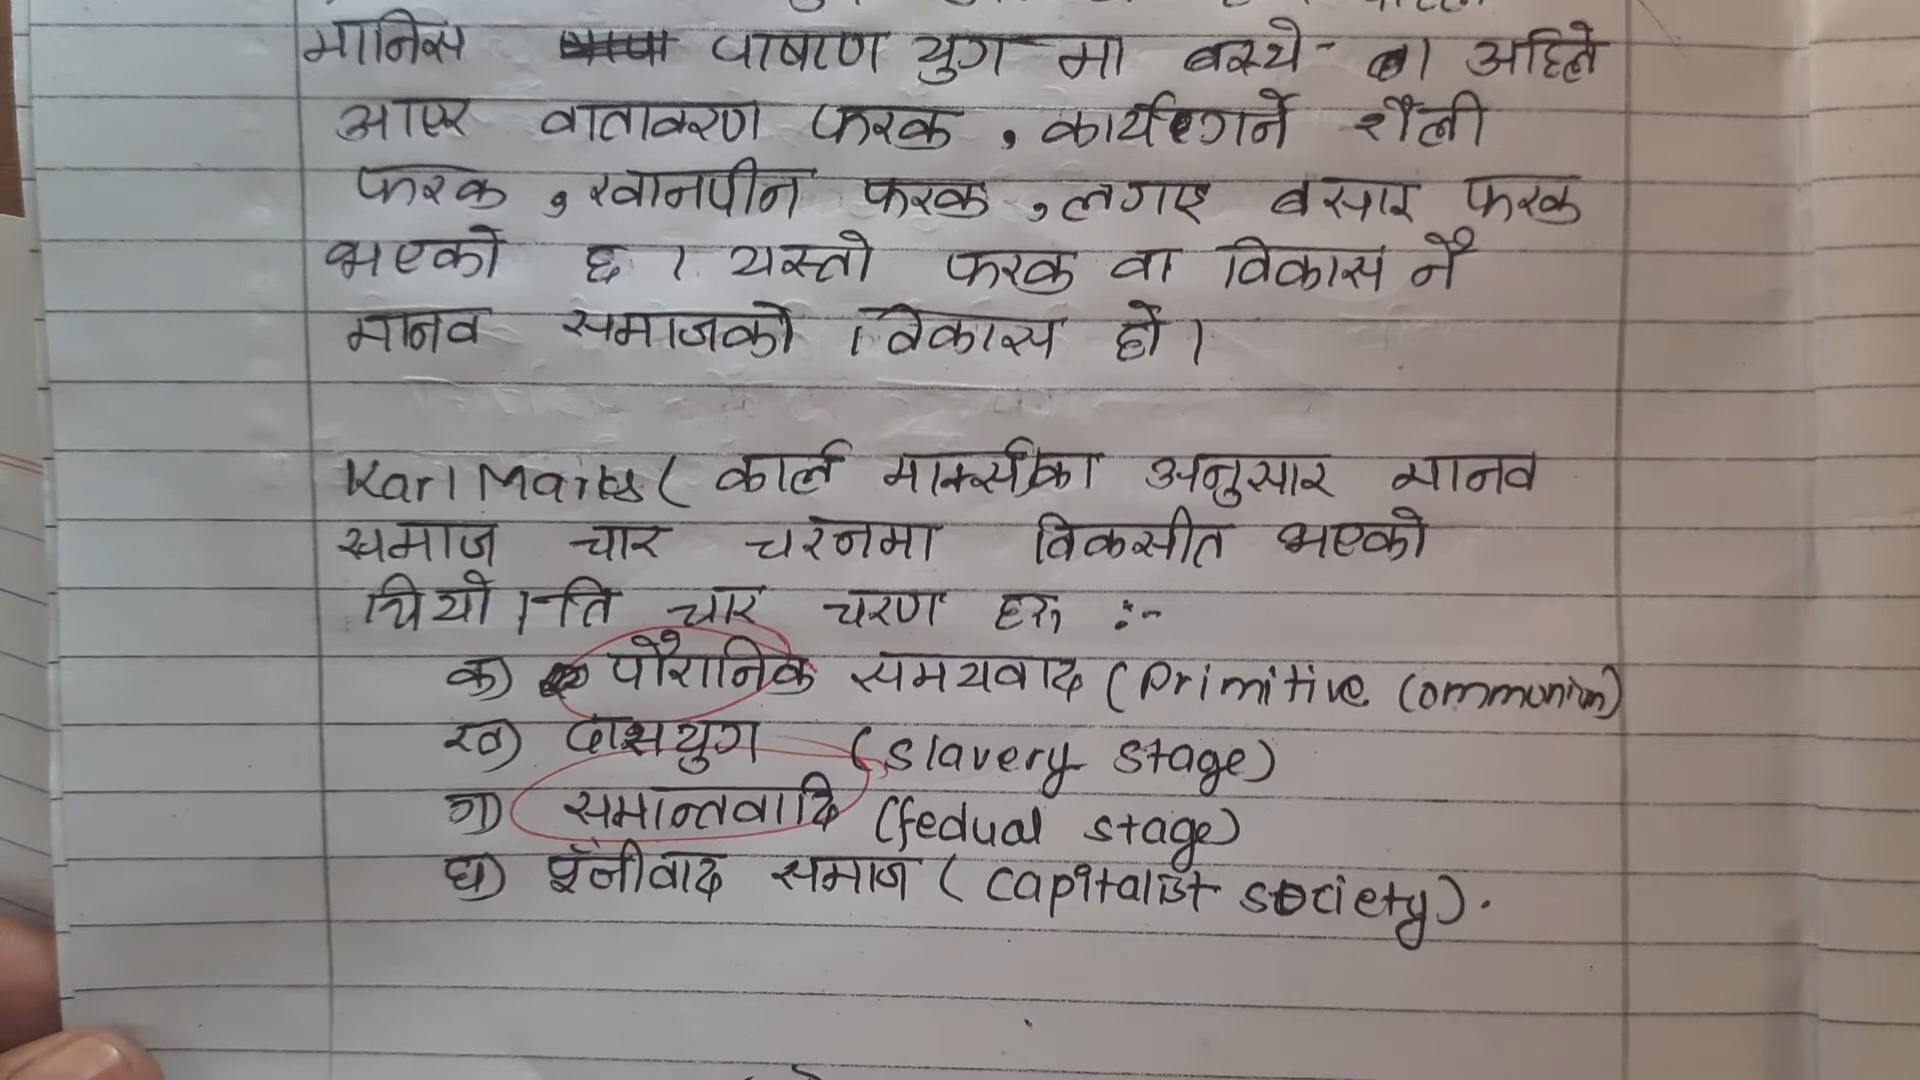 मानिस पाषाण युग मा बस्थे अहिले
आएर वातावरण फरक, कार्य गर्ने शैली
फरक, खानपीन फरक, लगाए बसाए फरक
भएको छ । यस्तो फरक वा विकास नै
मानव समाजको विकास हो ।
Karl Marks ( कार्ल मार्क्स)का अनुसार मानव
समाज चार चरनमा विकसीत भएको
थियो । ति चार चरण हरु :-
क) पौरानिक समयवाद (Primitive Communism)
ख) दासयुग (slavery stage)
ग) समान्तवादि (fedual stage)
घ) पूँजीवाद समाज ( capitalist society).